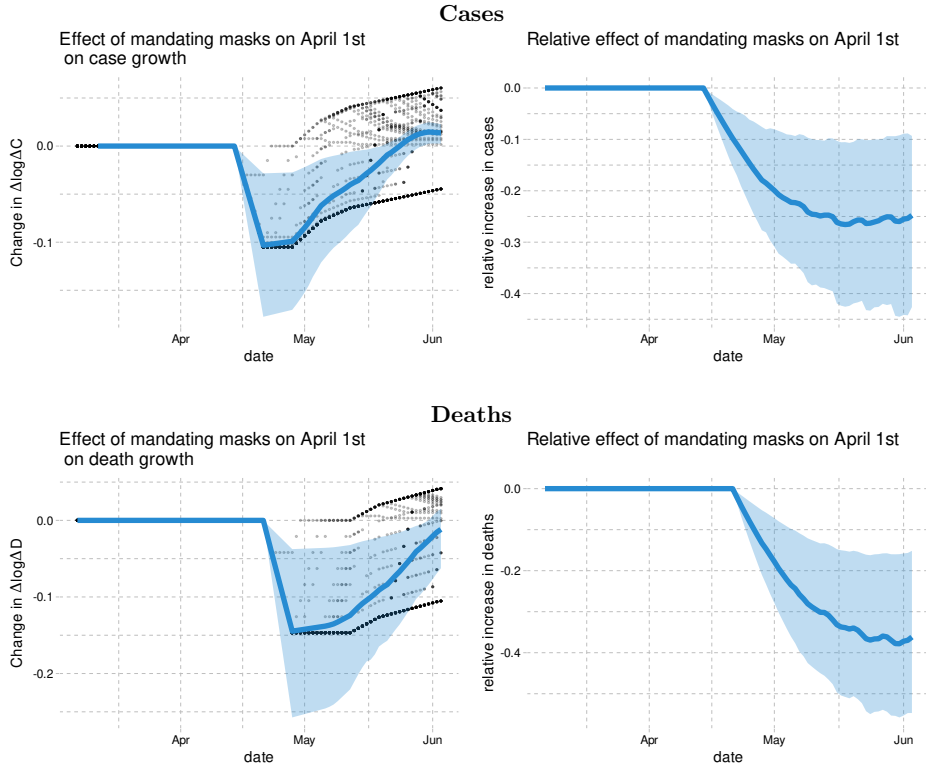 Cases
Effect of mandating masks on April 1st
on case growth
Change in ΔlogΔC
0.0
-0.1
Apr
May
Jun
date
Relative effect of mandating masks on April 1st
relative increase in cases
0.0
-0.1
-0.2
-0.3
-0.4
Apr
May
Jun
date
Deaths
Effect of mandating masks on April 1st
on death growth
Change in ΔlogΔD
0.0
-0.1
-0.2
Apr
May
Jun
date
Relative effect of mandating masks on April 1st
relative increase in deaths
0.0
-0.2
-0.4
Apr
May
Jun
date